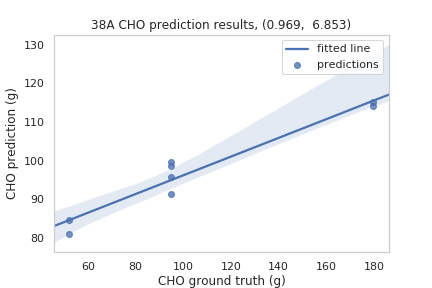 38A CHO prediction results, (0.969,  6.853)
fitted line
predictions
130
120
110
100
90
80
CHO prediction (g)
60 80 100 120 140 160 180
CHO ground truth (g)